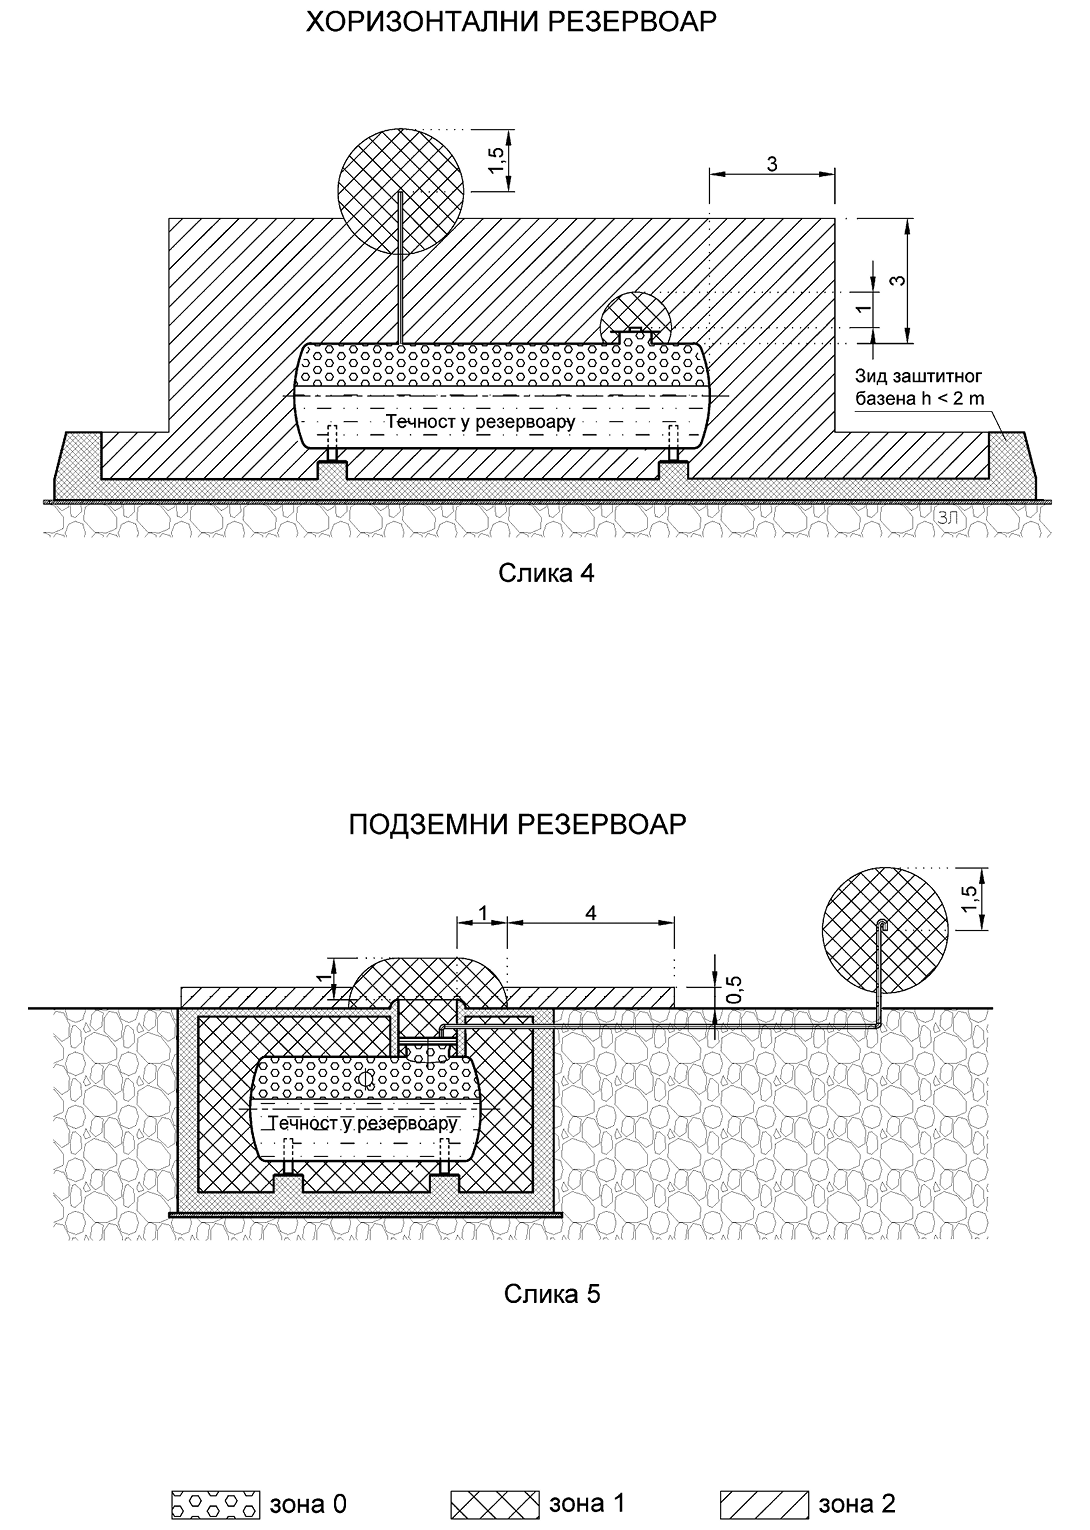 ХОРИЗОНТАЛНИ РЕЗЕРВОАР
1,5
3
3
1
Зид заштитног
базена h < 2 m
Течност у резервоару
ЗЛ
Слика 4
ПОДЗЕМНИ РЕЗЕРВОАР
1,5
1
4
1
0,5
Течност у резервоару
Слика 5
зона 0
зона 1
зона 2